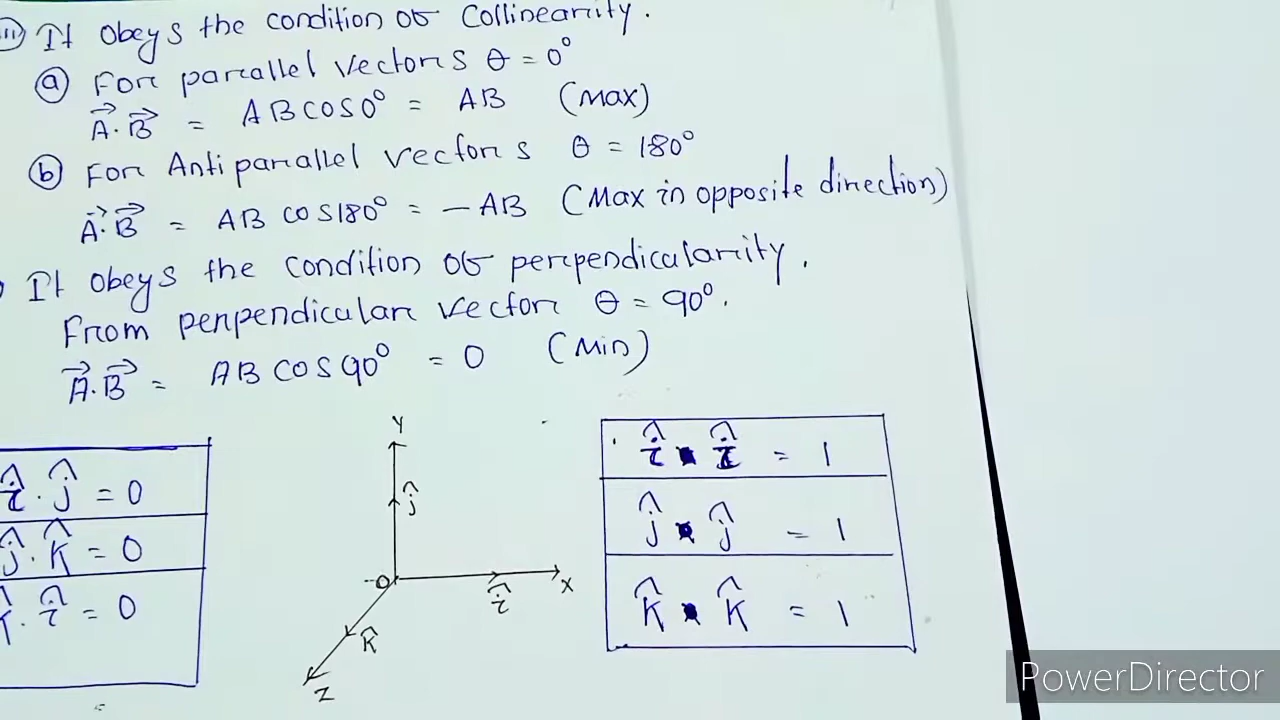 (iii) It obeys the condition of Collinearity.
(a) For parallel vectors θ = 0°
A⃗.B⃗ = ABcos0° = AB (Max)
(b) For Antiparallel vectors θ = 180°
A⃗.B⃗ = AB cos180° = -AB (Max in opposite direction)
It obeys the condition of perpendicularity.
From perpendicular vector θ = 90°.
A⃗.B⃗ = AB cos90° = 0 (Min)
î.ĵ = 0
ĵ.k̂ = 0
k̂.î = 0
Y
ĵ
O
î
X
k̂
Z
î.î = 1
ĵ.ĵ = 1
k̂.k̂ = 1
PowerDirector